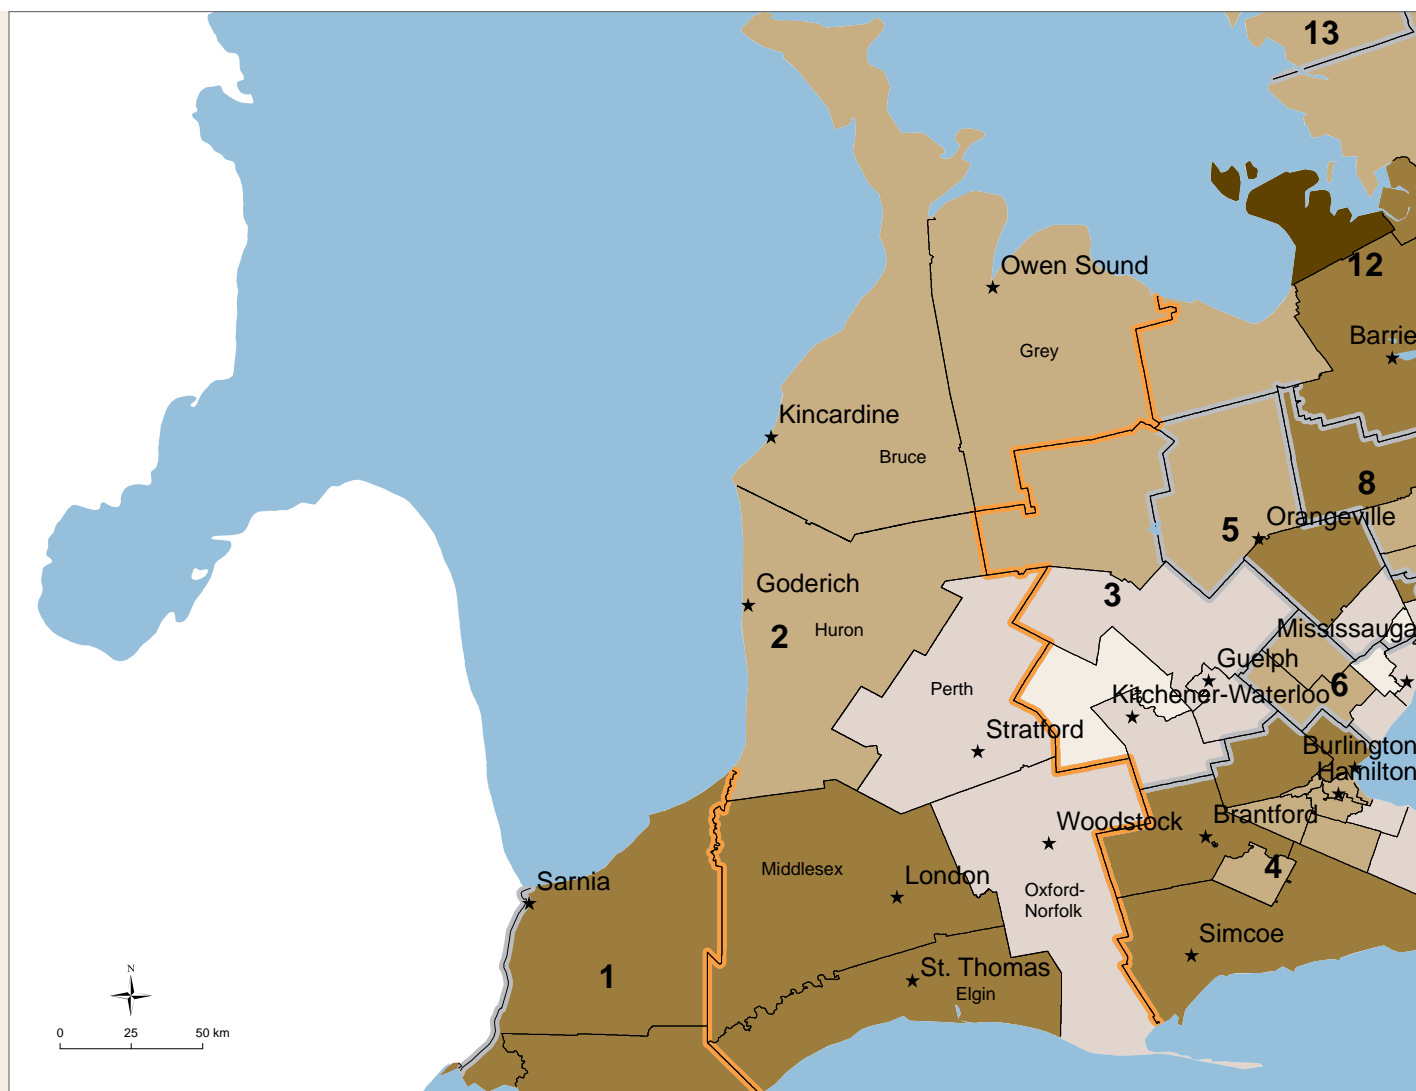 13
12
Owen Sound
Barrie
Grey
Kincardine
Bruce
8
5
Orangeville
Goderich
3
2
Huron
Mississauga
Guelph
Perth
Kitchener-Waterloo
6
Stratford
Burlington
Hamilton
Woodstock
Brantford
Middlesex
London
4
Sarnia
Oxford-
Norfolk
Simcoe
1
St. Thomas
Elgin
N
0 25 50 km